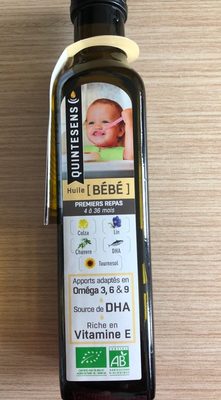 QUINTESENS
Huile [BÉBÉ]
PREMIERS REPAS
4 à 36 mois
Colza
Lin
Chanvre
DHA
Tournesol
Apports adaptés en
Oméga 3, 6 & 9
Source de DHA
Riche en
Vitamine E
AB